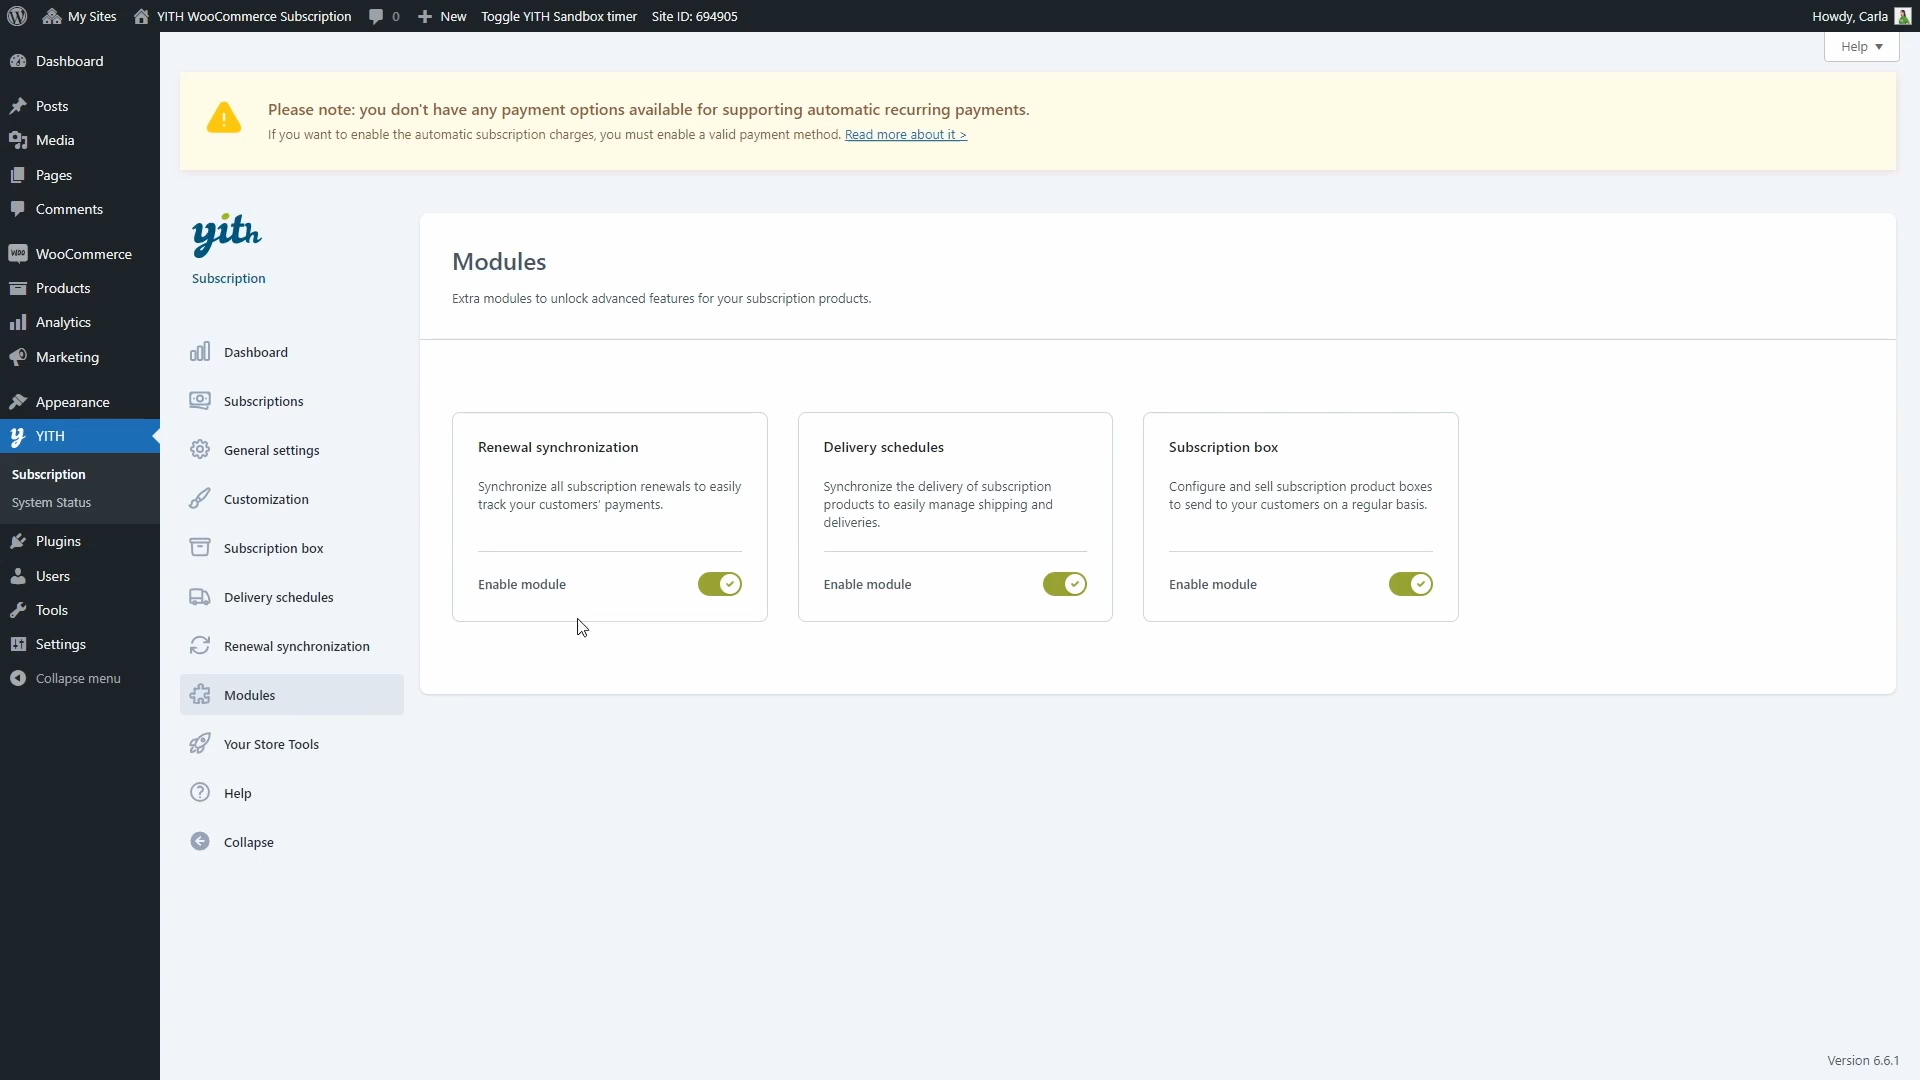 My Sites
YITH WooCommerce Subscription
0
New
Toggle YITH Sandbox timer
Site ID: 694905
Howdy, Carla
Help
Dashboard
Posts
Media
Pages
Comments
WooCommerce
Products
Analytics
Marketing
Appearance
YITH
Subscription
System Status
Plugins
Users
Tools
Settings
Collapse menu
Please note: you don't have any payment options available for supporting automatic recurring payments.
If you want to enable the automatic subscription charges, you must enable a valid payment method. Read more about it >
yith
Subscription
Dashboard
Subscriptions
General settings
Customization
Subscription box
Delivery schedules
Renewal synchronization
Modules
Your Store Tools
Help
Collapse
Modules
Extra modules to unlock advanced features for your subscription products.
Renewal synchronization
Synchronize all subscription renewals to easily
track your customers' payments.
Enable module
Delivery schedules
Synchronize the delivery of subscription
products to easily manage shipping and
deliveries.
Enable module
Subscription box
Configure and sell subscription product boxes
to send to your customers on a regular basis.
Enable module
Version 6.6.1